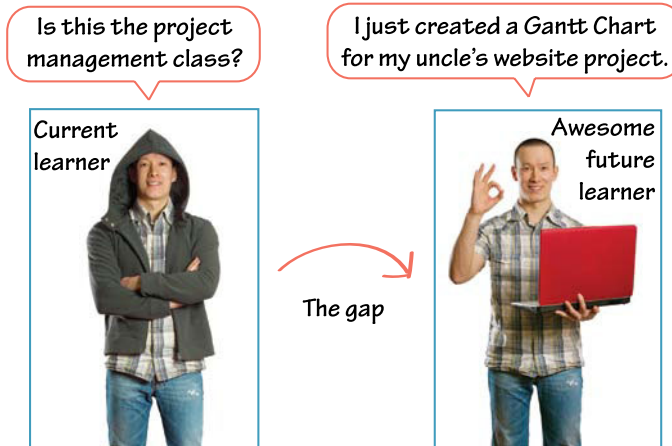 Is this the project
management class?
I just created a Gantt Chart
for my uncle's website project.
Current
learner
Awesome
future
learner
The gap